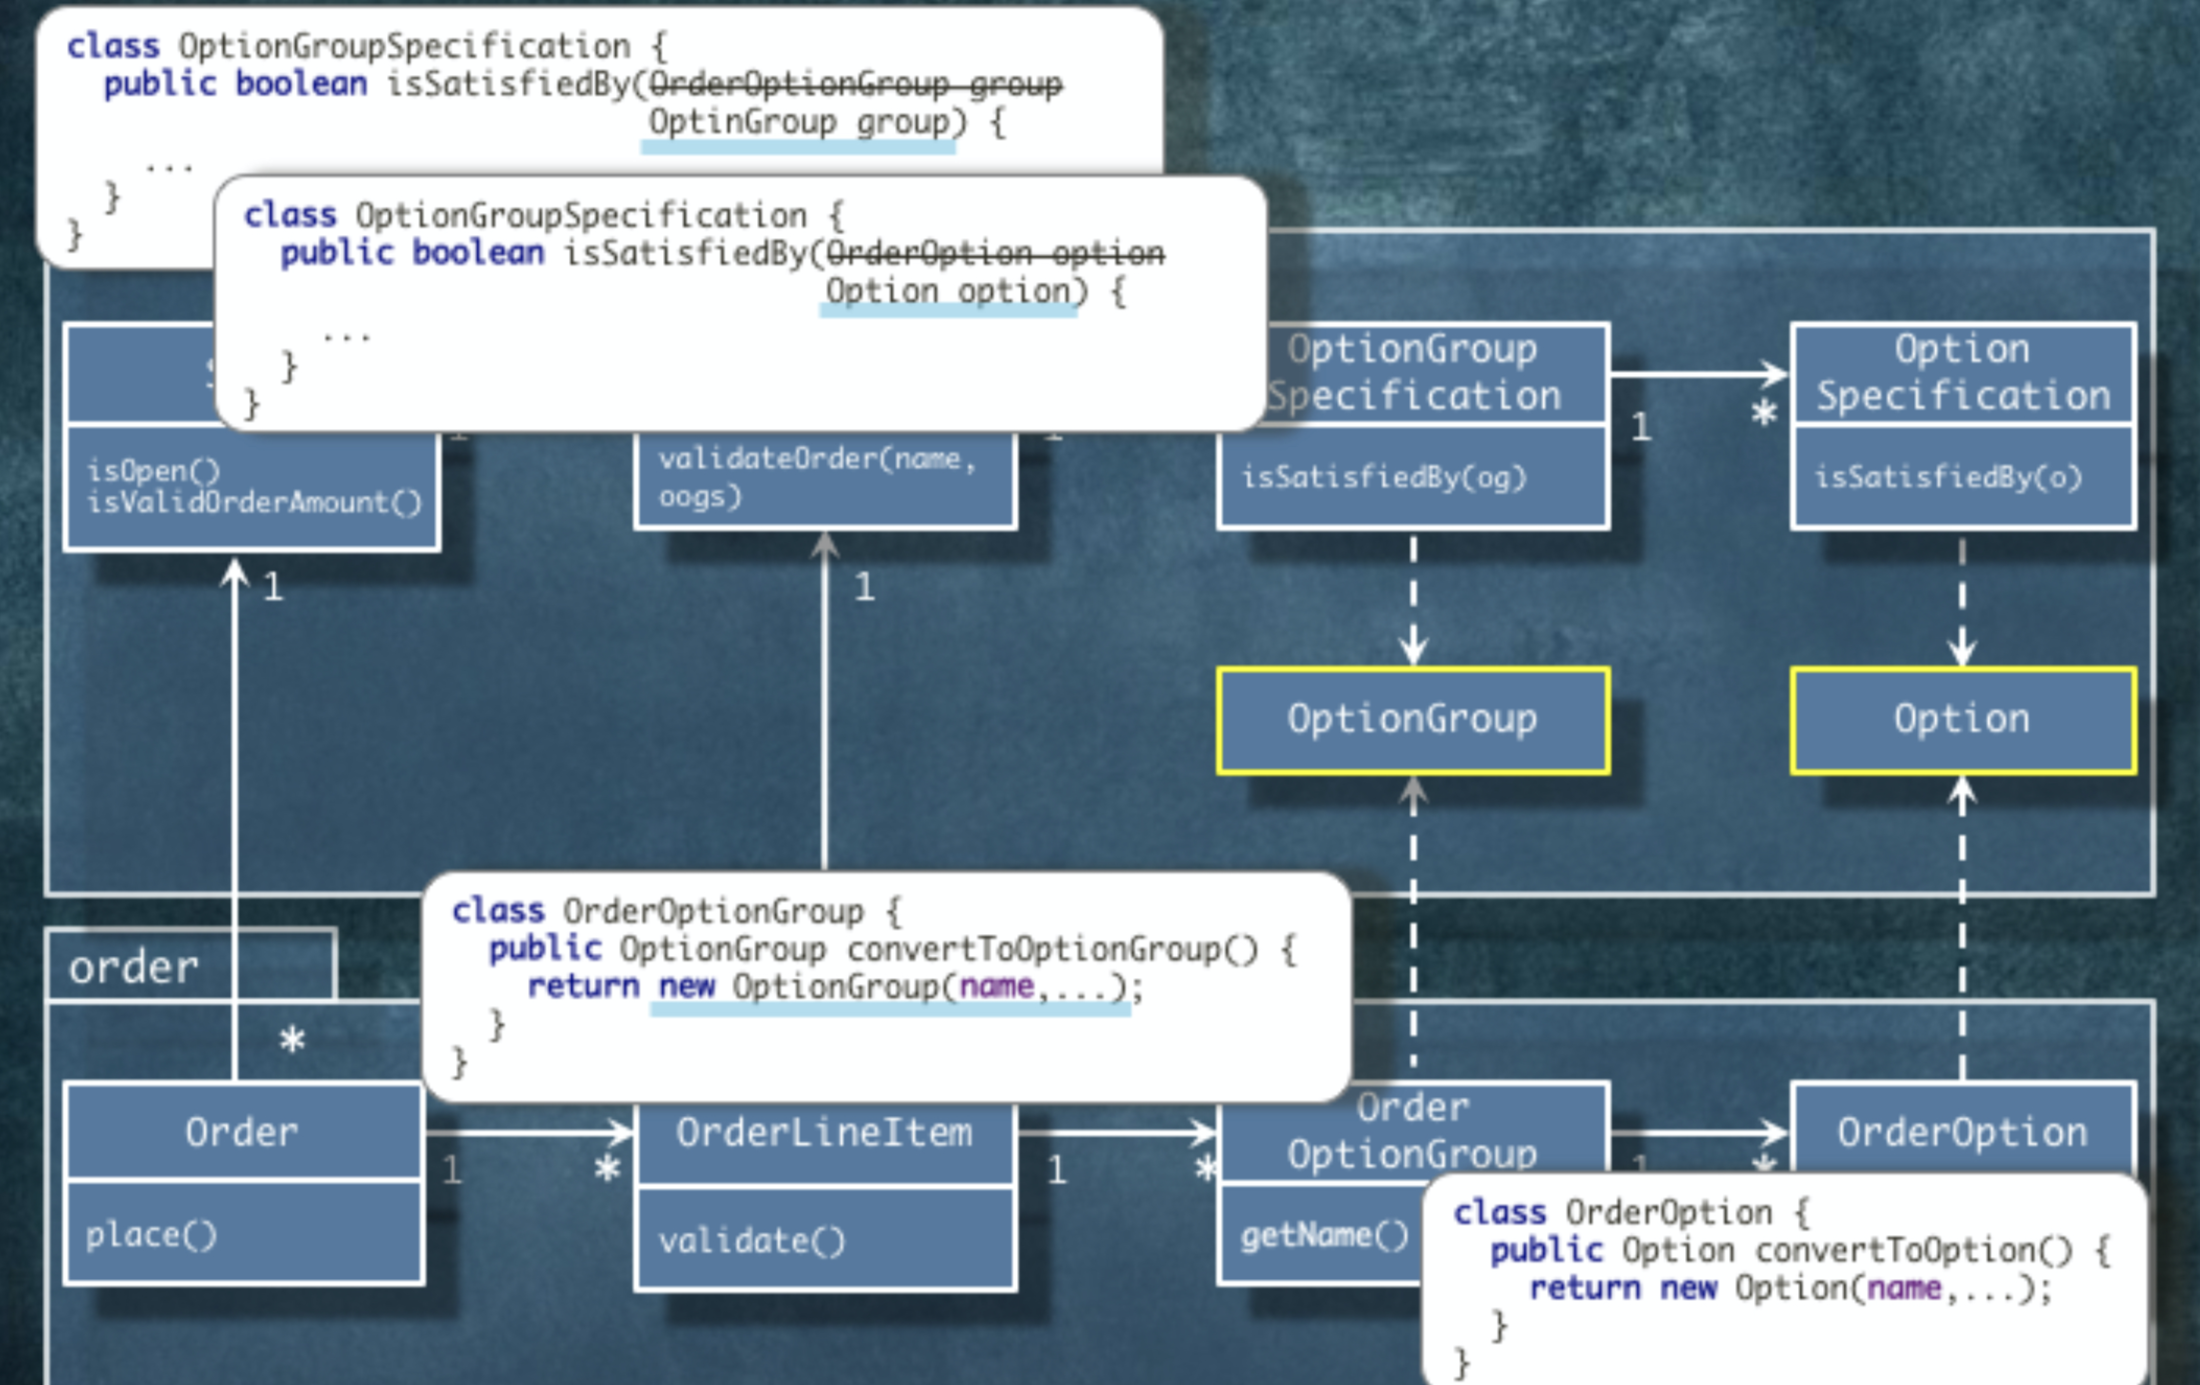 class OptionGroupSpecification {
public boolean isSatisfiedBy(OrderOptionGroup group
OptinGroup group) {
...
}
}
class OptionGroupSpecification {
public boolean isSatisfiedBy(OrderOption option
Option option) {
...
}
}
OptionGroup
Specification
Option
Specification
1
*
isOpen()
isValidOrderAmount()
validateOrder(name,
oogs)
isSatisfiedBy(og)
isSatisfiedBy(o)
1
1
OptionGroup
Option
class OrderOptionGroup {
public OptionGroup convertToOptionGroup() {
return new OptionGroup(name,...);
}
}
order
*
Order
OrderLineItem
Order
OptionGroup
OrderOption
1
*
1
*
1
*
place()
validate()
getName()
class OrderOption {
public Option convertToOption() {
return new Option(name,...);
}
}